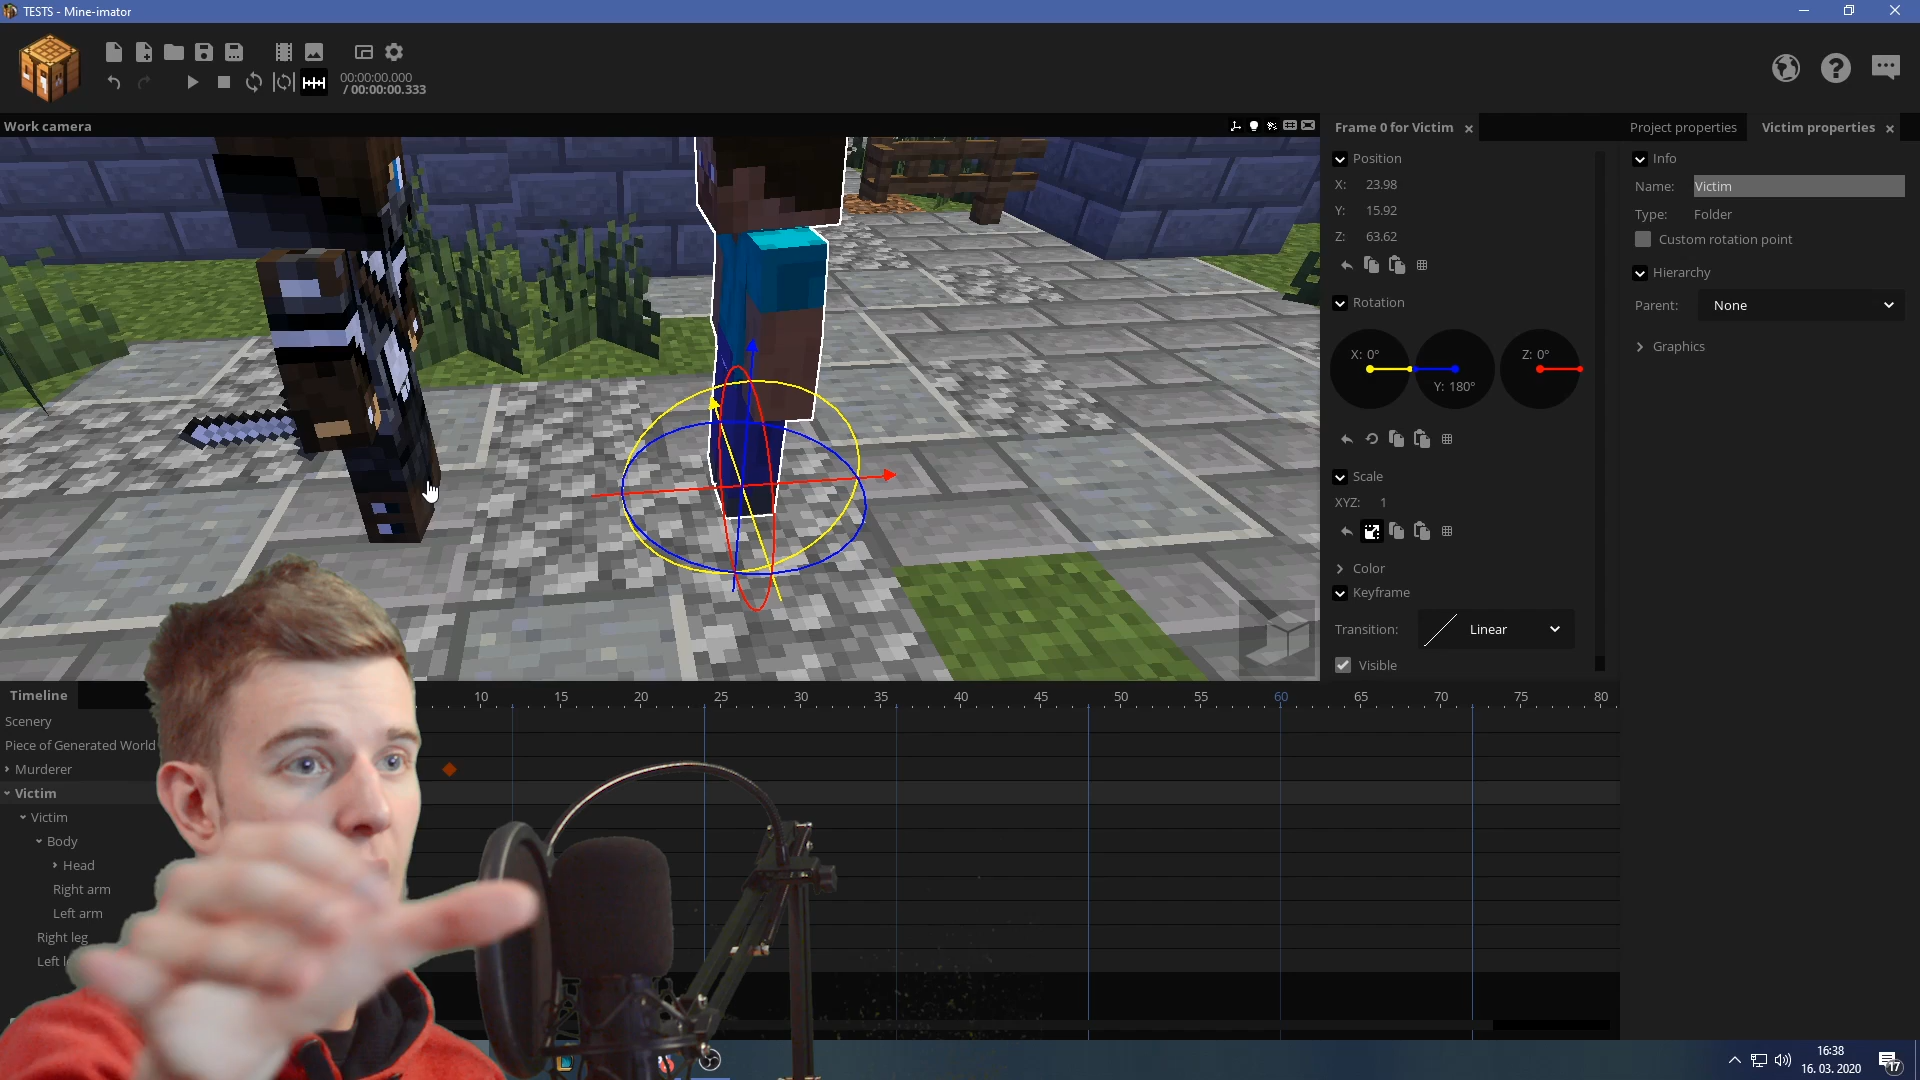 TESTS - Mine-imator
00:00:00.000
/ 00:00:00.333
Work camera
Frame 0 for Victim
Position
X: 23.98
Y: 15.92
Z: 63.62
Rotation
X: 0°
Y: 180°
Z: 0°
Scale
XYZ: 1
Color
Keyframe
Transition: Linear
Visible
Project properties
Victim properties
Info
Name: Victim
Type: Folder
Custom rotation point
Hierarchy
Parent: None
Graphics
Timeline
10 15 20 25 30 35 40 45 50 55 60 65 70 75 80
Scenery
Piece of Generated World
Murderer
Victim
Victim
Body
Head
Right arm
Left arm
Right leg
Left
16:38
16. 03. 2020
17